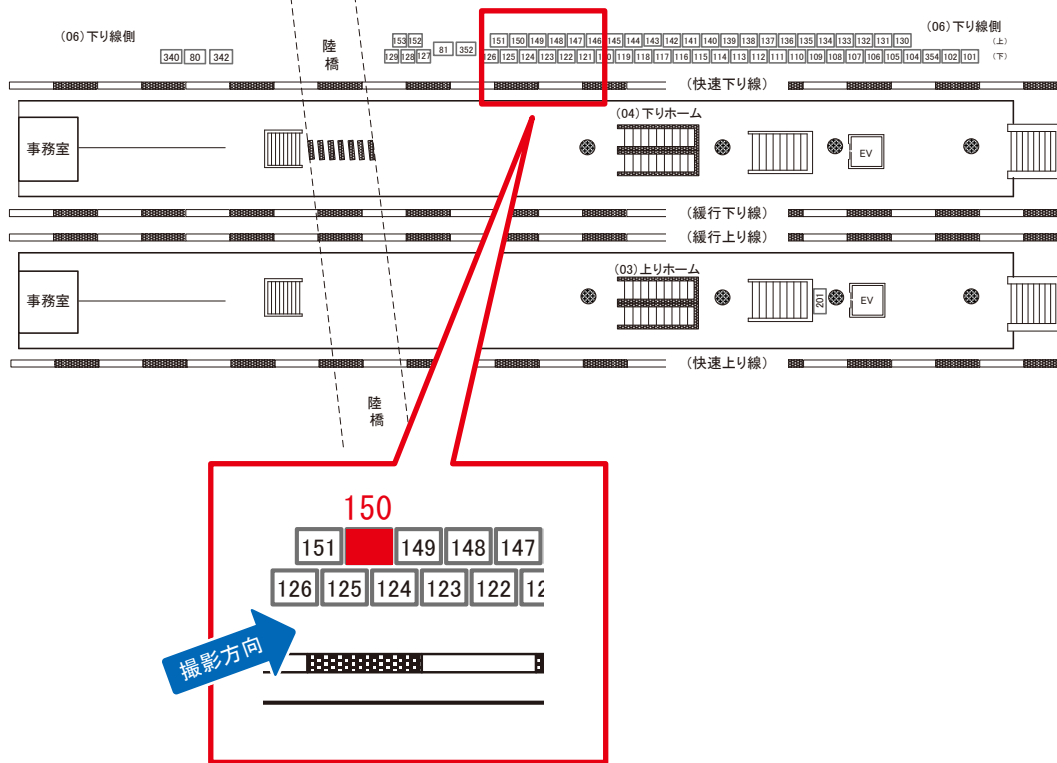 (06)下り線側
(06)下り線側
153 152
151 150 149 148 147 146 145 144 143 142 141 140 139 138 137 136 135 134 133 132 131 130
(上)
340 80 342
129 128 127 81 352
126 125 124 123 122 121 120 119 118 117 116 115 114 113 112 111 110 109 108 107 106 105 104 354 102 101
(下)
陸橋
(快速下り線)
(04)下りホーム
事務室
EV
(緩行下り線)
(緩行上り線)
(03)上りホーム
事務室
201
EV
(快速上り線)
陸橋
150
151 149 148 147
126 125 124 123 122 12
撮影方向